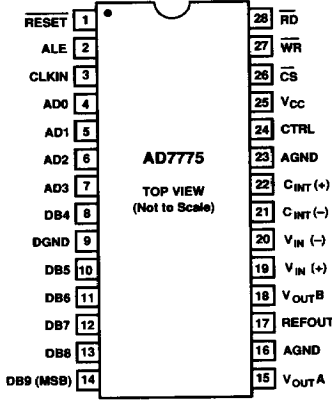 RESET 1 28 RD
ALE 2 27 WR
CLKIN 3 26 CS
AD0 4 25 VCC
AD1 5 24 CTRL
AD2 6 AD7775 23 AGND
AD3 7 TOP VIEW 22 CINT (+)
DB4 8 (Not to Scale) 21 CINT (–)
DGND 9 20 VIN (–)
DB5 10 19 VIN (+)
DB6 11 18 VOUTB
DB7 12 17 REFOUT
DB8 13 16 AGND
DB9 (MSB) 14 15 VOUTA